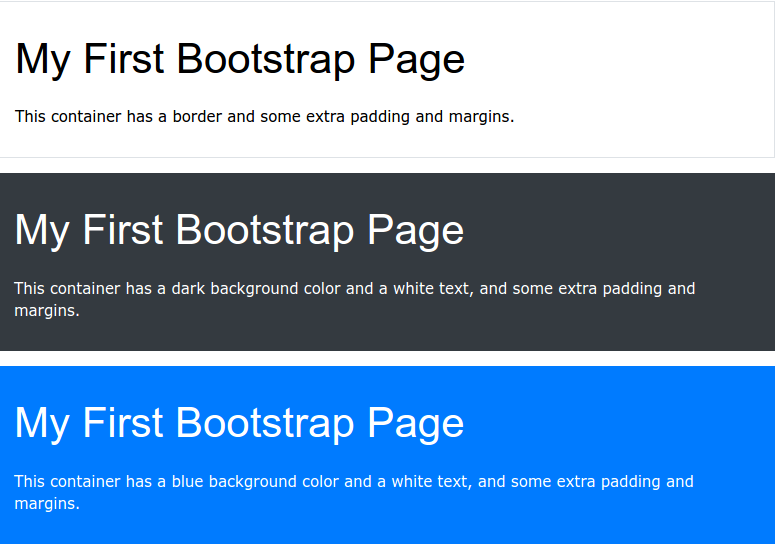 My First Bootstrap Page
This container has a border and some extra padding and margins.
My First Bootstrap Page
This container has a dark background color and a white text, and some extra padding and
margins.
My First Bootstrap Page
This container has a blue background color and a white text, and some extra padding and
margins.